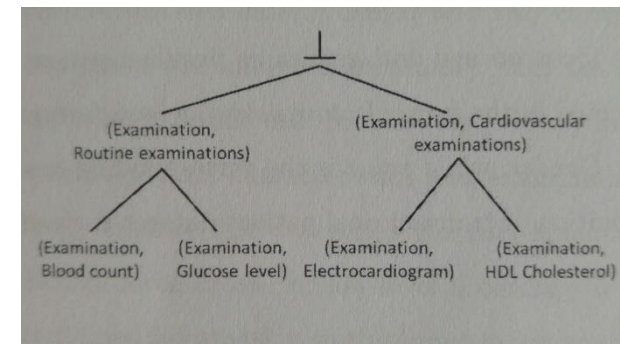 (Examination,
Routine examinations)
(Examination, Cardiovascular
examinations)
(Examination,
Blood count)
(Examination,
Glucose level)
(Examination,
Electrocardiogram)
(Examination,
HDL Cholesterol)